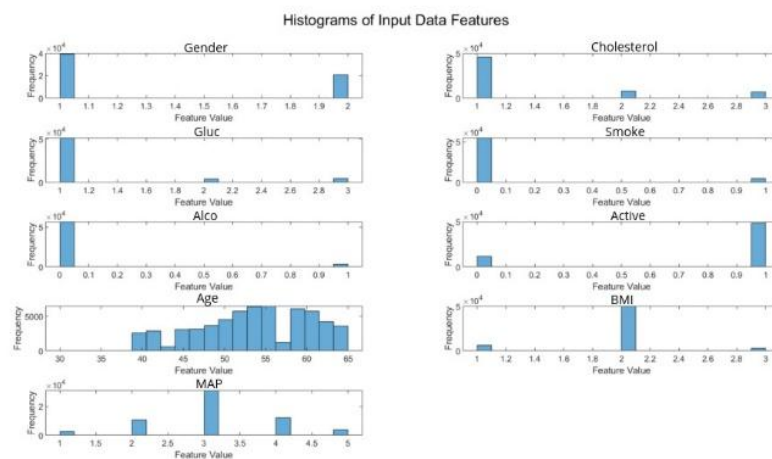 Histograms of Input Data Features
Gender
× 10⁴
4
2
0
Frequency
1 1.1 1.2 1.3 1.4 1.5 1.6 1.7 1.8 1.9 2
Feature Value
Cholesterol
× 10⁴
5
0
Frequency
1 1.2 1.4 1.6 1.8 2 2.2 2.4 2.6 2.8 3
Feature Value
Gluc
× 10⁴
5
0
Frequency
1 1.2 1.4 1.6 1.8 2 2.2 2.4 2.6 2.8 3
Feature Value
Smoke
× 10⁴
5
0
Frequency
0 0.1 0.2 0.3 0.4 0.5 0.6 0.7 0.8 0.9 1
Feature Value
Alco
× 10⁴
5
0
Frequency
0 0.1 0.2 0.3 0.4 0.5 0.6 0.7 0.8 0.9 1
Feature Value
Active
× 10⁴
5
0
Frequency
0 0.1 0.2 0.3 0.4 0.5 0.6 0.7 0.8 0.9 1
Feature Value
Age
5000
0
Frequency
30 35 40 45 50 55 60 65
Feature Value
BMI
× 10⁴
5
0
Frequency
1 1.2 1.4 1.6 1.8 2 2.2 2.4 2.6 2.8 3
Feature Value
MAP
× 10⁴
2
0
Frequency
1 1.5 2 2.5 3 3.5 4 4.5 5
Feature Value